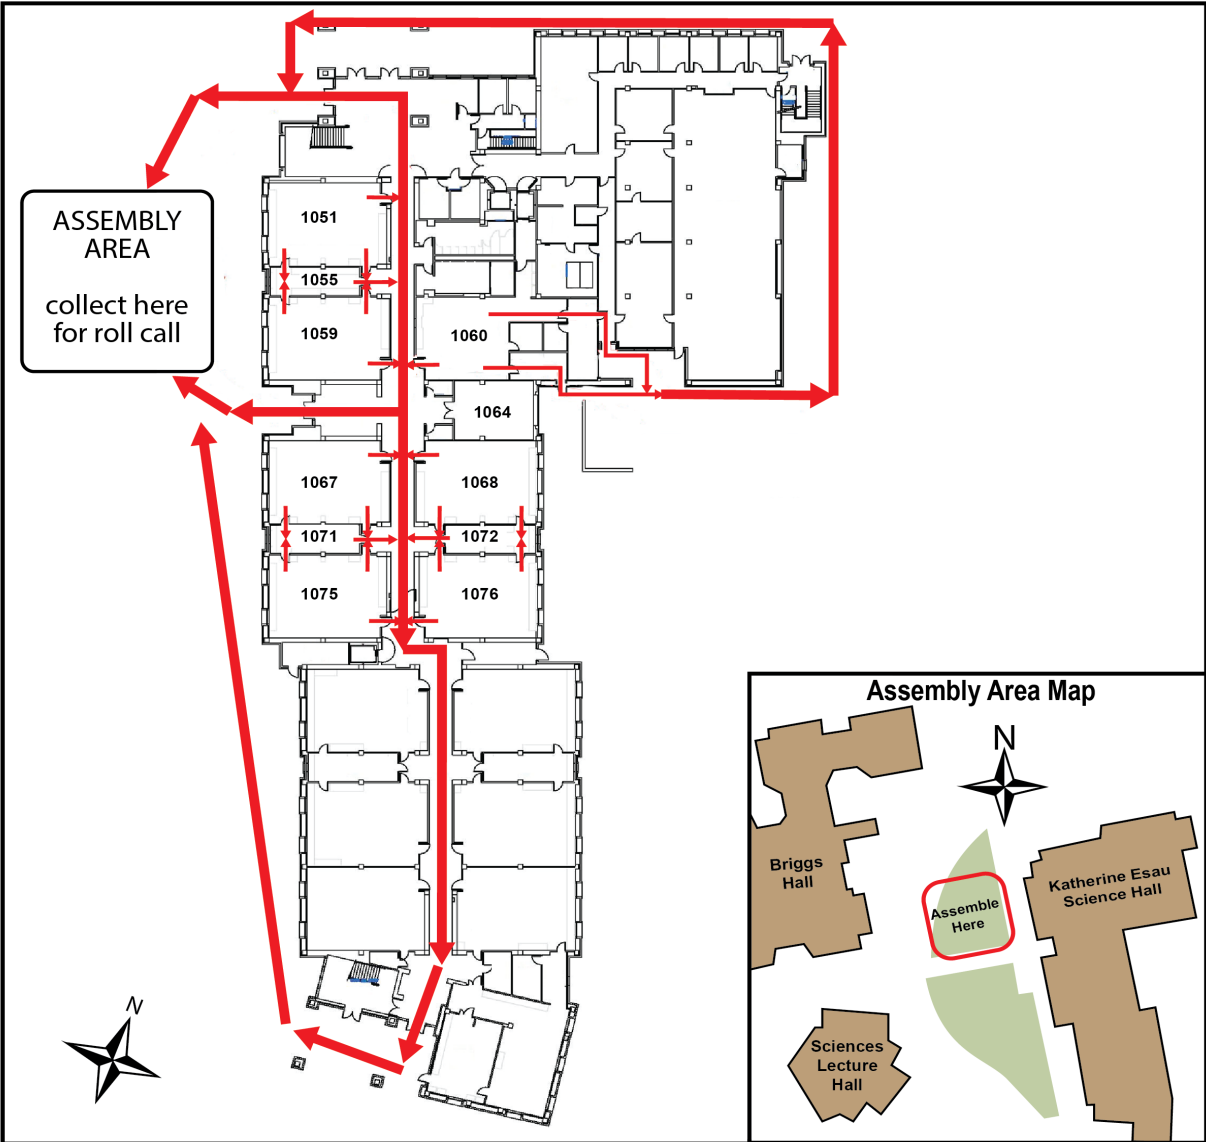 ASSEMBLY
AREA
collect here
for roll call
1051
1055
1059
1060
1064
1067
1068
1071
1072
1075
1076
N
Assembly Area Map
N
Briggs
Hall
Katherine Esau
Science Hall
Assemble
Here
Sciences
Lecture
Hall